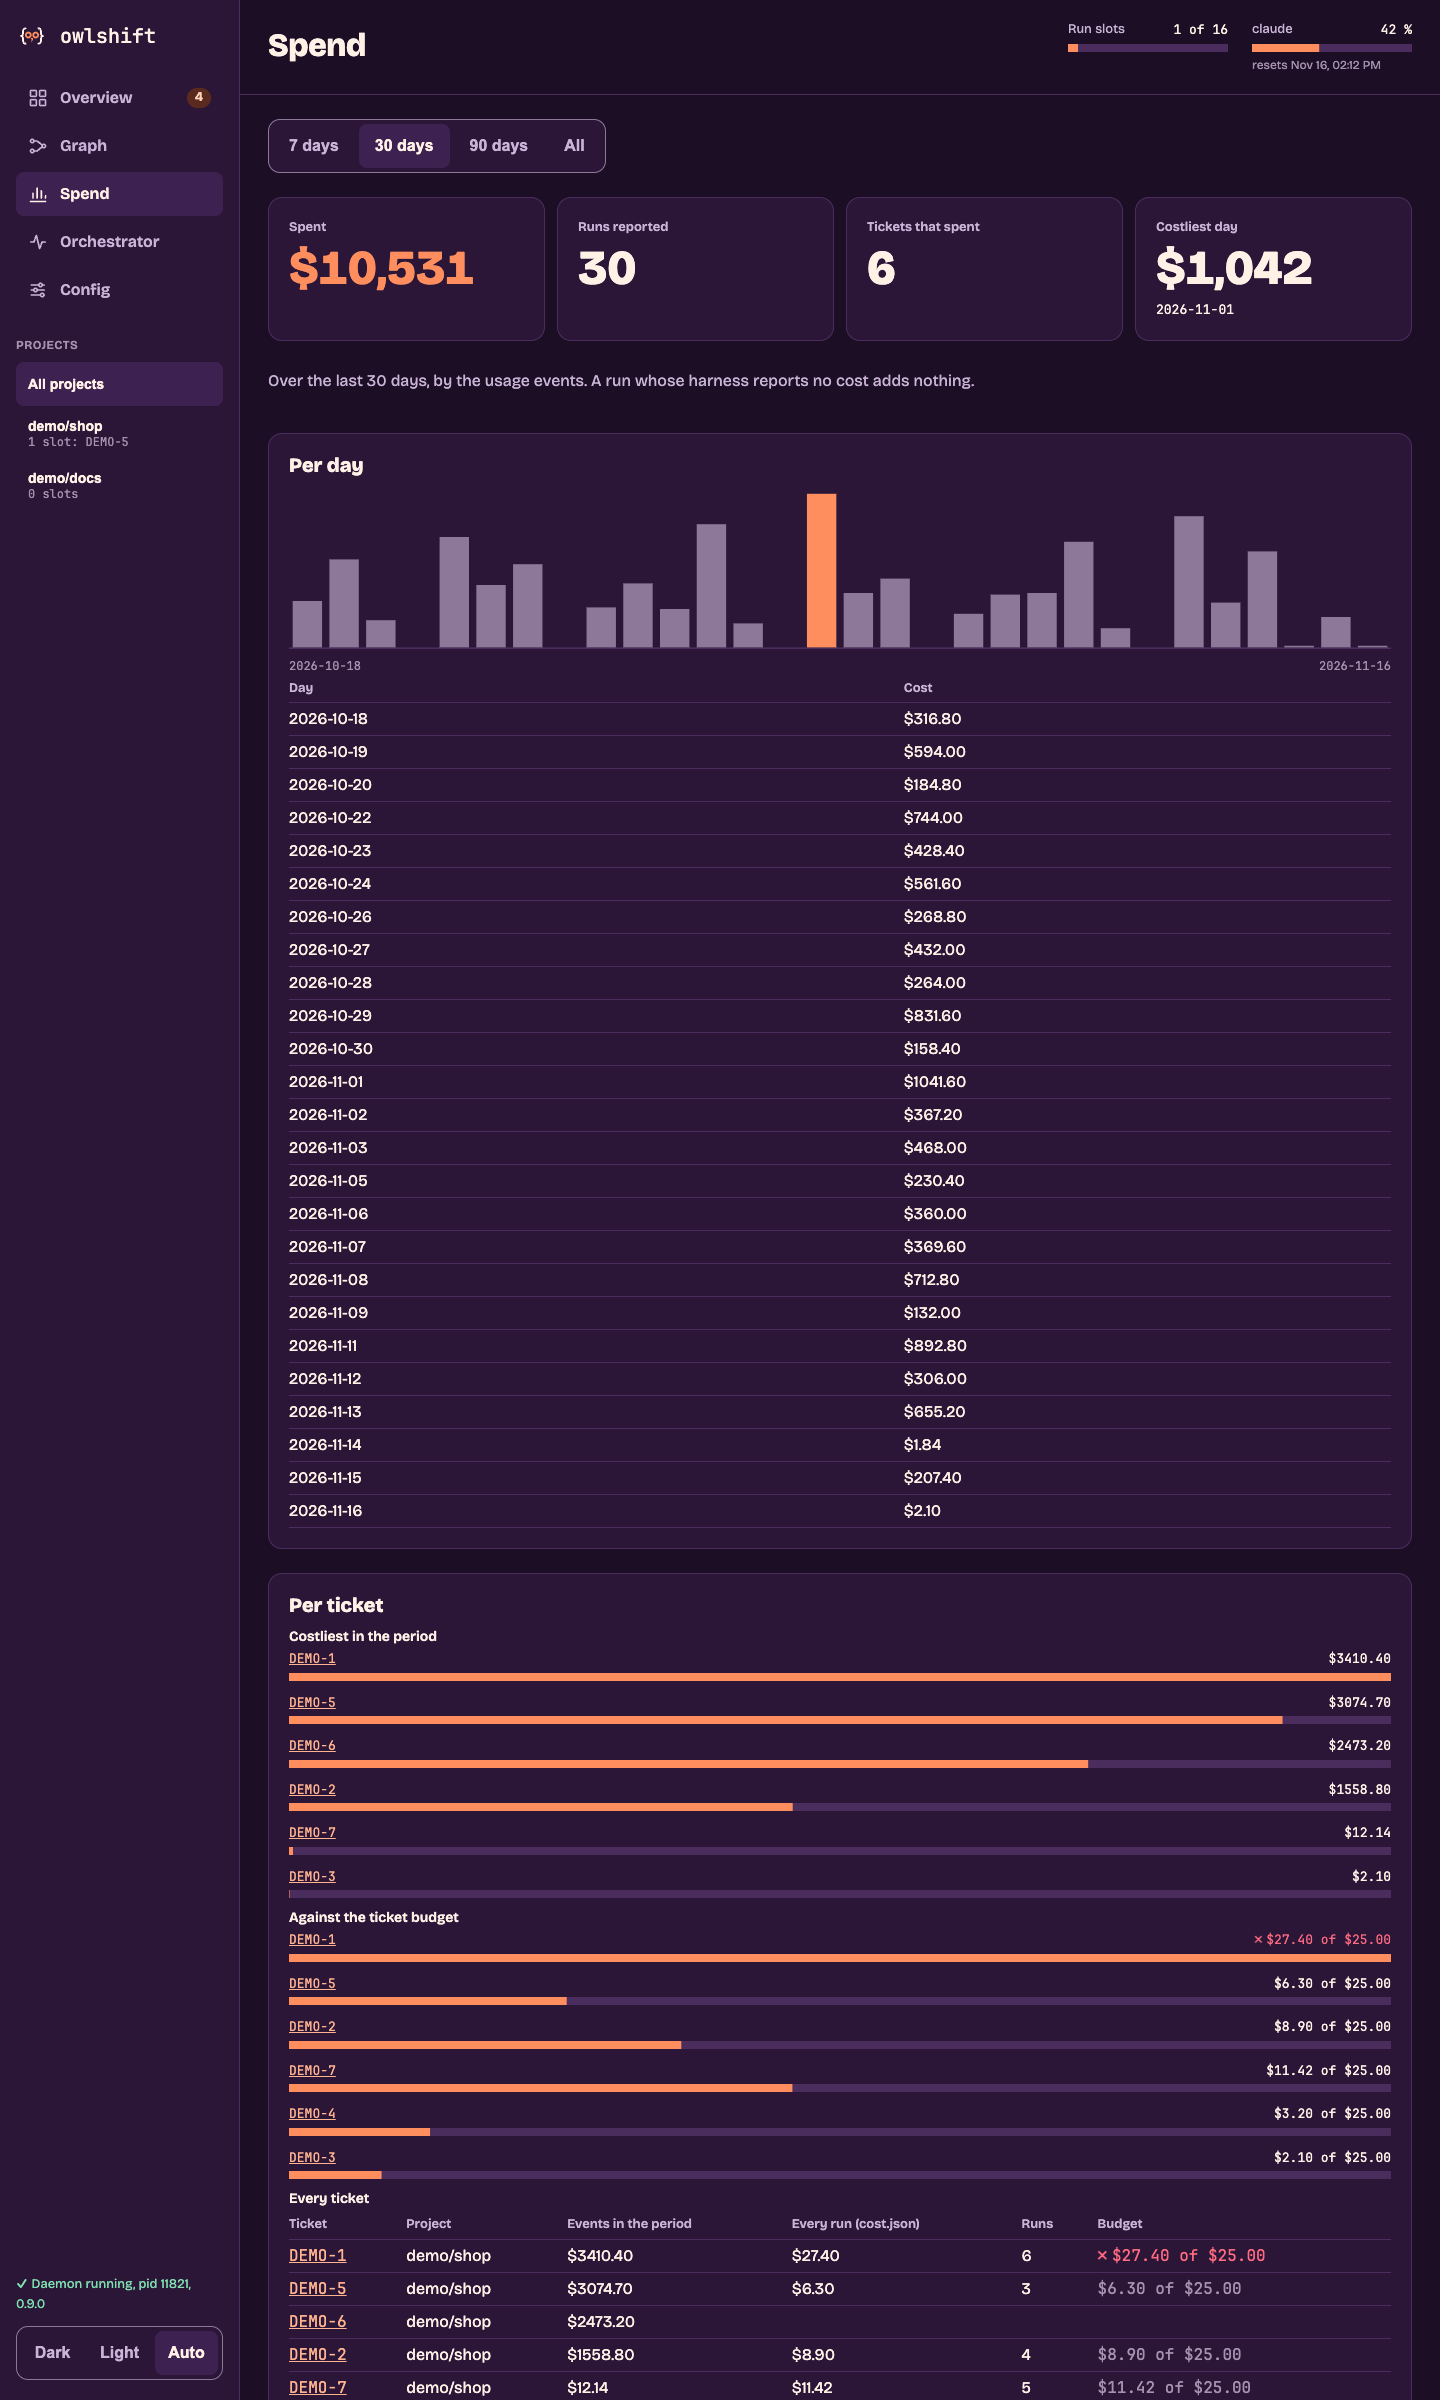 owlshift
Overview 4
Graph
Spend
Orchestrator
Config
PROJECTS
All projects
demo/shop
1 slot: DEMO-5
demo/docs
0 slots
✓ Daemon running, pid 11821,
0.9.0
Dark Light Auto
Spend
Run slots 1 of 16
claude 42 %
resets Nov 16, 02:12 PM
7 days 30 days 90 days All
Spent
$10,531
Runs reported
30
Tickets that spent
6
Costliest day
$1,042
2026-11-01
Over the last 30 days, by the usage events. A run whose harness reports no cost adds nothing.
Per day
2026-10-18 2026-11-16
Day Cost
2026-10-18 $316.80
2026-10-19 $594.00
2026-10-20 $184.80
2026-10-22 $744.00
2026-10-23 $428.40
2026-10-24 $561.60
2026-10-26 $268.80
2026-10-27 $432.00
2026-10-28 $264.00
2026-10-29 $831.60
2026-10-30 $158.40
2026-11-01 $1041.60
2026-11-02 $367.20
2026-11-03 $468.00
2026-11-05 $230.40
2026-11-06 $360.00
2026-11-07 $369.60
2026-11-08 $712.80
2026-11-09 $132.00
2026-11-11 $892.80
2026-11-12 $306.00
2026-11-13 $655.20
2026-11-14 $1.84
2026-11-15 $207.40
2026-11-16 $2.10
Per ticket
Costliest in the period
DEMO-1 $3410.40
DEMO-5 $3074.70
DEMO-6 $2473.20
DEMO-2 $1558.80
DEMO-7 $12.14
DEMO-3 $2.10
Against the ticket budget
DEMO-1 ✕ $27.40 of $25.00
DEMO-5 $6.30 of $25.00
DEMO-2 $8.90 of $25.00
DEMO-7 $11.42 of $25.00
DEMO-4 $3.20 of $25.00
DEMO-3 $2.10 of $25.00
Every ticket
Ticket Project Events in the period Every run (cost.json) Runs Budget
DEMO-1 demo/shop $3410.40 $27.40 6 ✕ $27.40 of $25.00
DEMO-5 demo/shop $3074.70 $6.30 3 $6.30 of $25.00
DEMO-6 demo/shop $2473.20
DEMO-2 demo/shop $1558.80 $8.90 4 $8.90 of $25.00
DEMO-7 demo/shop $12.14 $11.42 5 $11.42 of $25.00